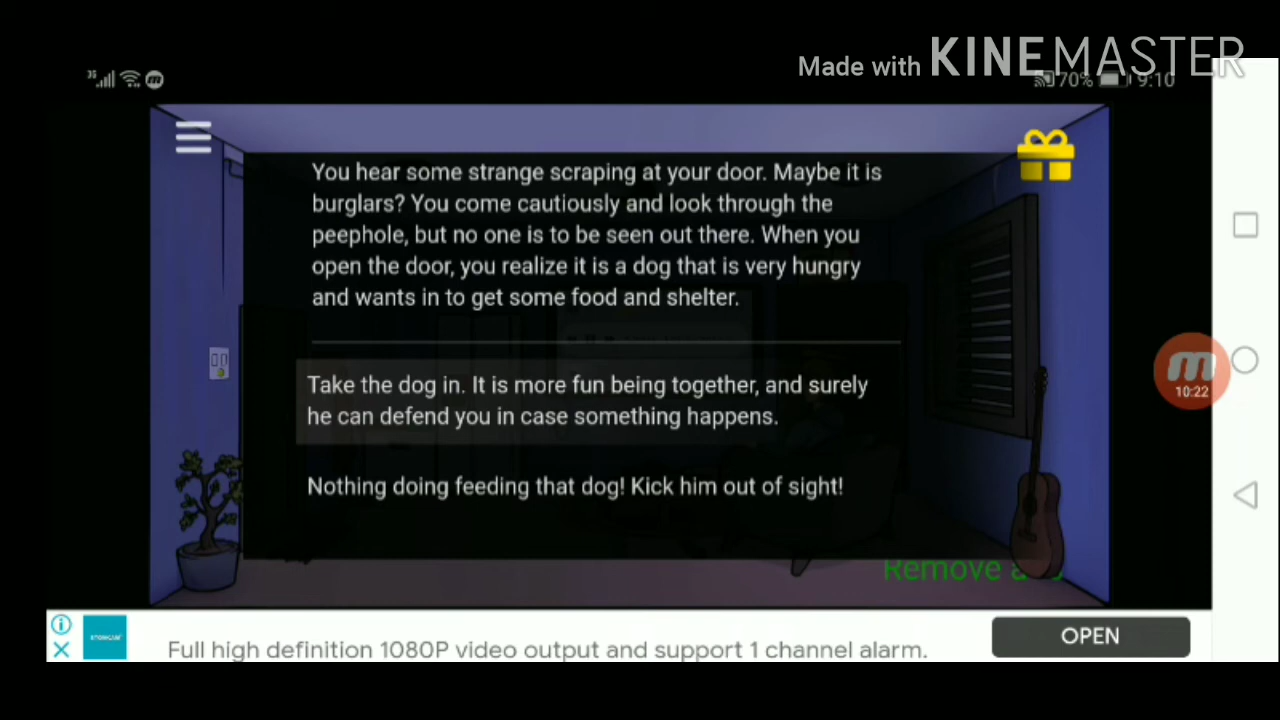 Made with KINEMASTER
3G 70% 9:10
You hear some strange scraping at your door. Maybe it is
burglars? You come cautiously and look through the
peephole, but no one is to be seen out there. When you
open the door, you realize it is a dog that is very hungry
and wants in to get some food and shelter.
Take the dog in. It is more fun being together, and surely
he can defend you in case something happens.
10:22
Nothing doing feeding that dog! Kick him out of sight!
Remove
Full high definition 1080P video output and support 1 channel alarm.
OPEN